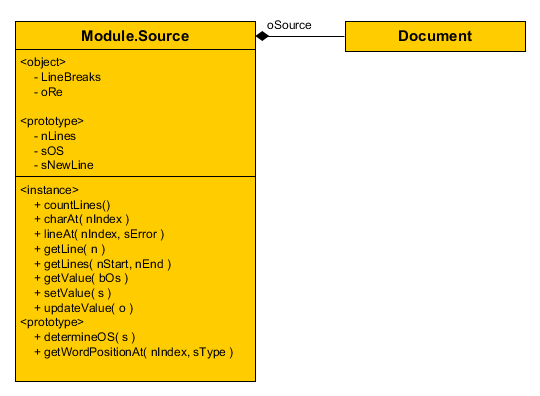 oSource
Module.Source
Document
<object>
- LineBreaks
- oRe
<prototype>
- nLines
- sOS
- sNewLine
<instance>
+ countLines()
+ charAt( nIndex )
+ lineAt( nIndex, sError )
+ getLine( n )
+ getLines( nStart, nEnd )
+ getValue( bOs )
+ setValue( s )
+ updateValue( o )
<prototype>
+ determineOS( s )
+ getWordPositionAt( nIndex, sType )